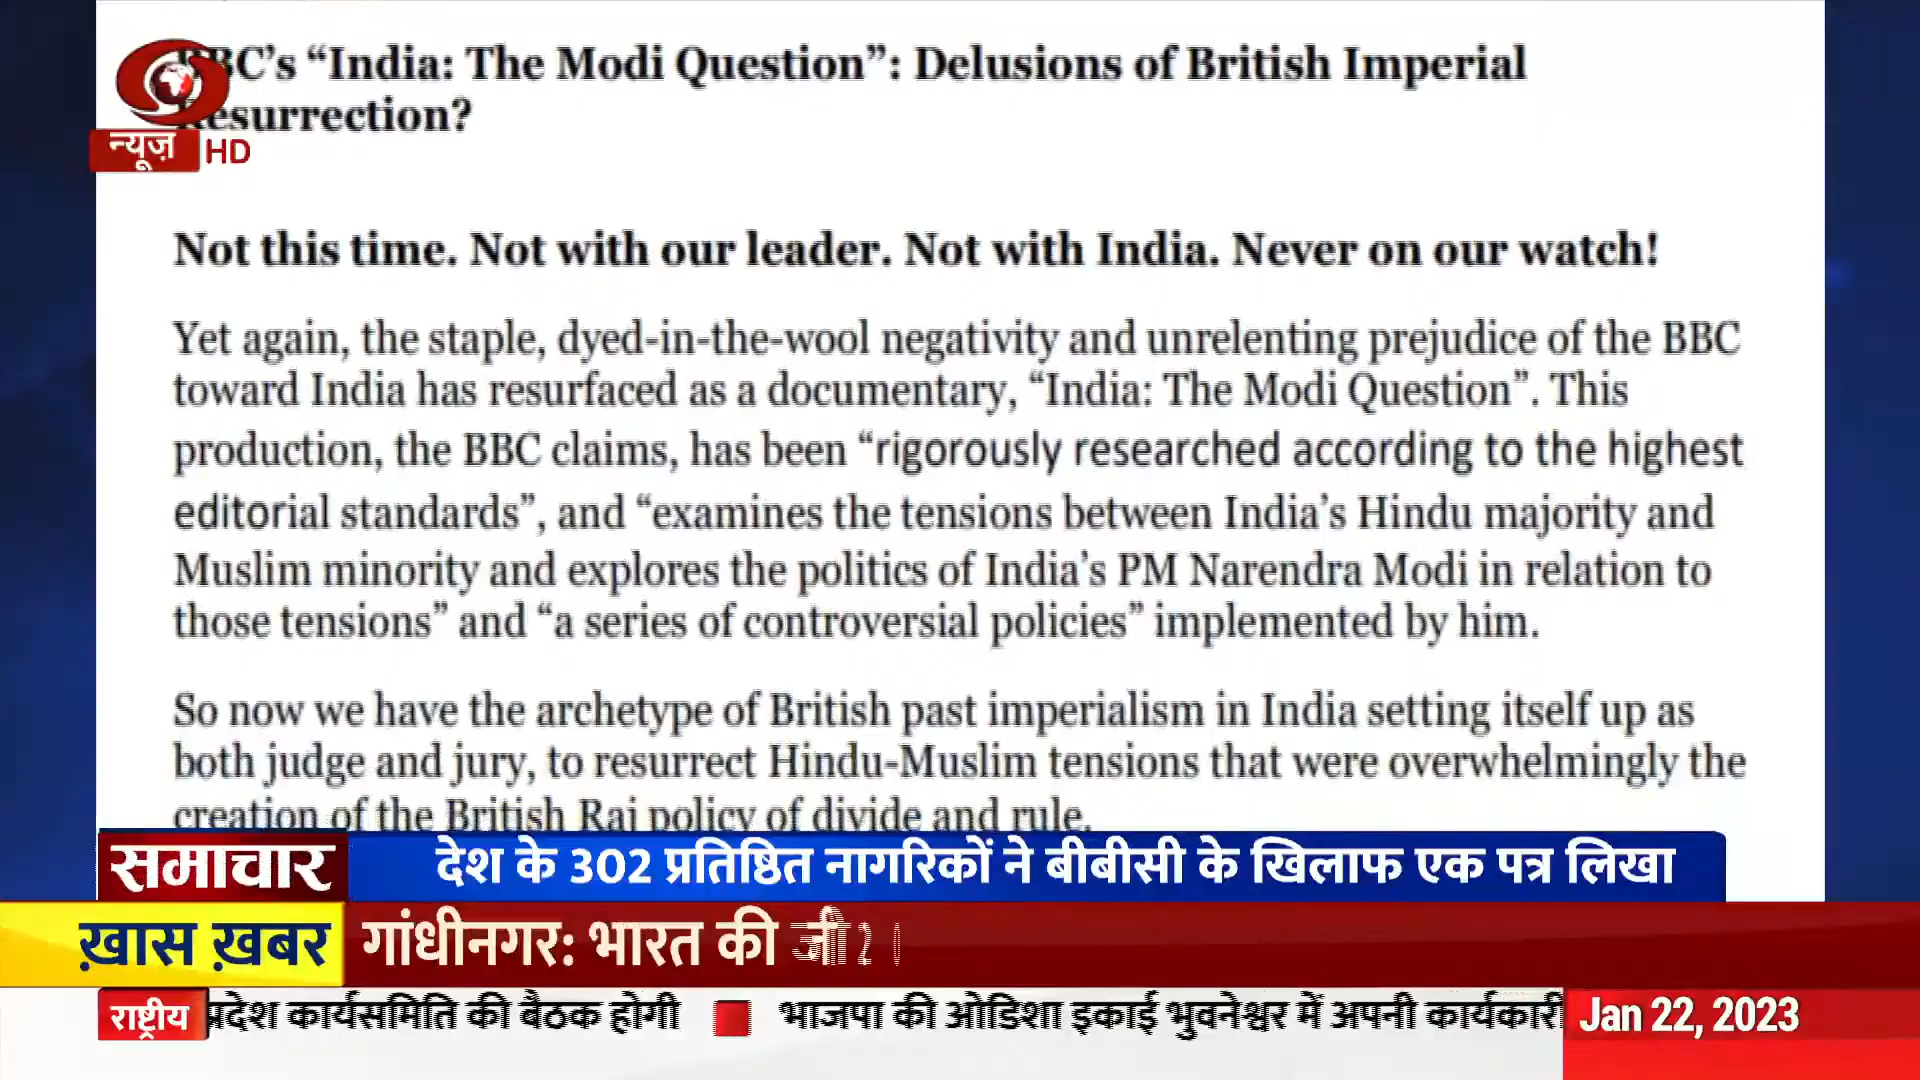 BBC’s “India: The Modi Question”: Delusions of British Imperial
Resurrection?
न्यूज़ HD
Not this time. Not with our leader. Not with India. Never on our watch!
Yet again, the staple, dyed-in-the-wool negativity and unrelenting prejudice of the BBC
toward India has resurfaced as a documentary, “India: The Modi Question”. This
production, the BBC claims, has been “rigorously researched according to the highest
editorial standards”, and “examines the tensions between India’s Hindu majority and
Muslim minority and explores the politics of India’s PM Narendra Modi in relation to
those tensions” and “a series of controversial policies” implemented by him.
So now we have the archetype of British past imperialism in India setting itself up as
both judge and jury, to resurrect Hindu-Muslim tensions that were overwhelmingly the
creation of the British Raj policy of divide and rule.
समाचार
देश के 302 प्रतिष्ठित नागरिकों ने बीबीसी के खिलाफ एक पत्र लिखा
ख़ास ख़बर
गांधीनगर: भारत की
राष्ट्रीय
प्रदेश कार्यसमिति की बैठक होगी
भाजपा की ओडिशा इकाई भुवनेश्वर में अपनी कार्यकारी
Jan 22, 2023